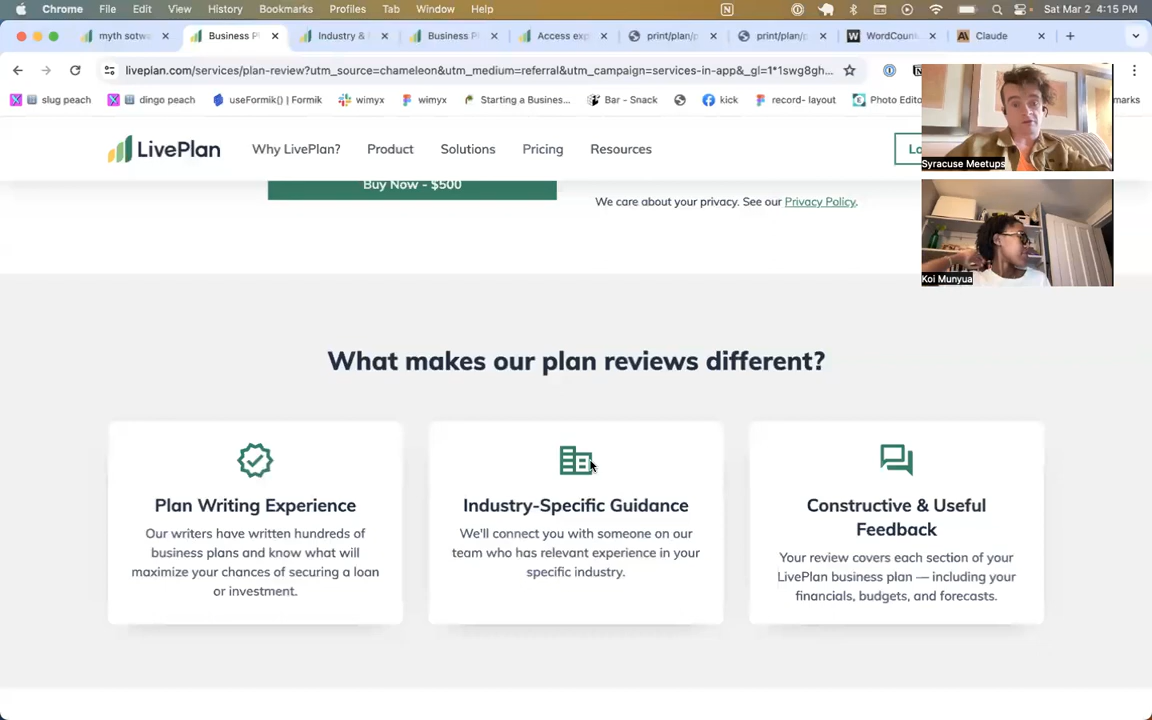 Chrome File Edit View History Bookmarks Profiles Tab Window Help
Sat Mar 2 4:15 PM
myth sotwa
Business P
Industry &
Business P
Access exp
print/plan/p
print/plan/p
WordCoun
Claude
liveplan.com/services/plan-review?utm_source=chameleon&utm_medium=referral&utm_campaign=services-in-app&_gl=1*1swg8gh...
slug peach
dingo peach
useFormik() | Formik
wimyx
wimyx
Starting a Busines...
Bar - Snack
kick
record- layout
Photo Edito
marks
LivePlan
Why LivePlan?
Product
Solutions
Pricing
Resources
Lo
Syracuse Meetups
Koi Munyua
Buy Now - $500
We care about your privacy. See our Privacy Policy.
What makes our plan reviews different?
Plan Writing Experience
Our writers have written hundreds of
business plans and know what will
maximize your chances of securing a loan
or investment.
Industry-Specific Guidance
We'll connect you with someone on our
team who has relevant experience in your
specific industry.
Constructive & Useful
Feedback
Your review covers each section of your
LivePlan business plan — including your
financials, budgets, and forecasts.